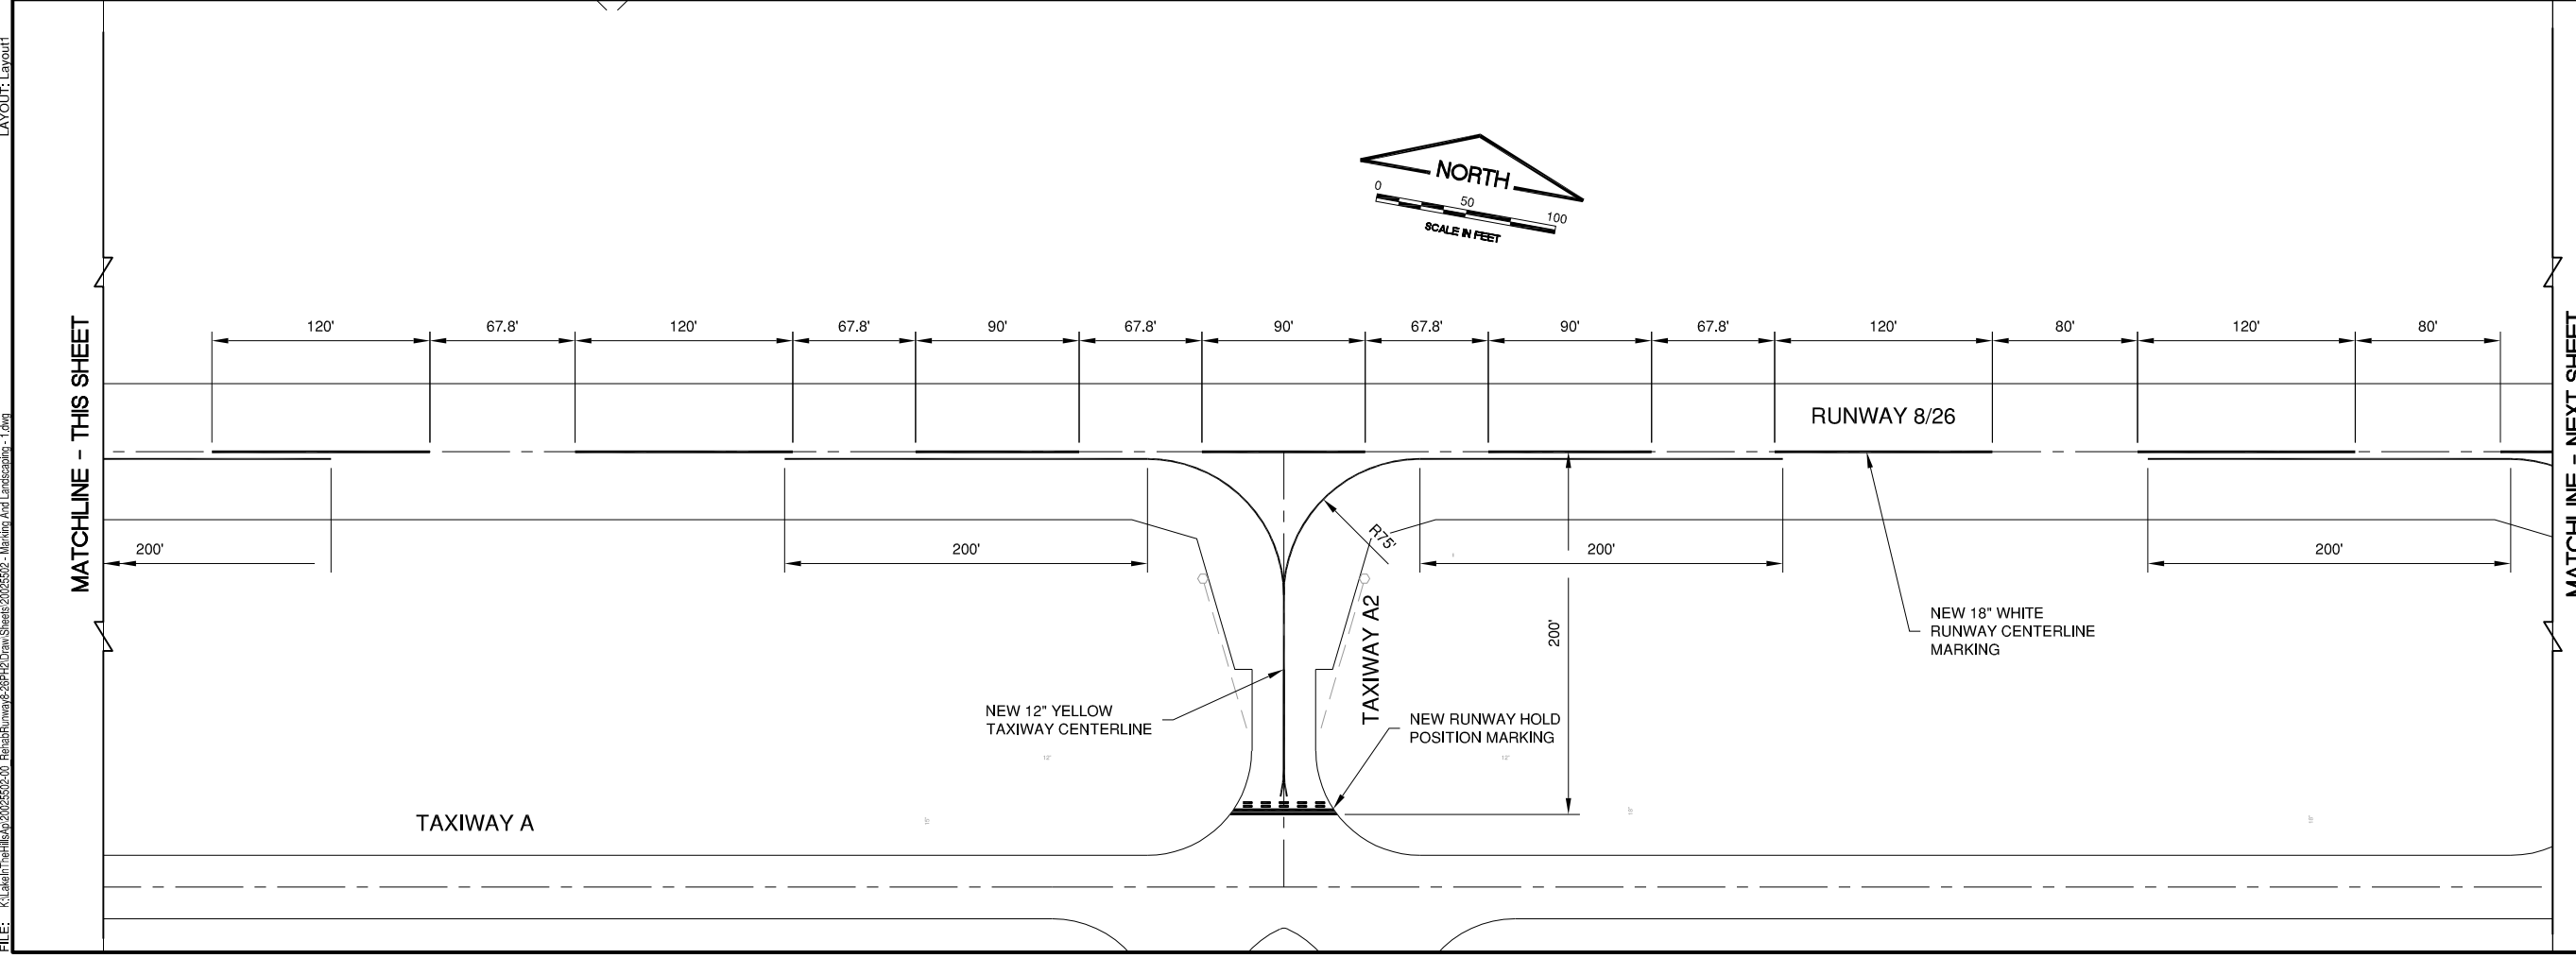 LAYOUT: Layout1
NORTH
0
50
100
SCALE IN FEET
MATCHLINE - THIS SHEET
120'
67.8'
120'
67.8'
90'
67.8'
90'
67.8'
90'
67.8'
120'
80'
120'
80'
MATCHLINE - NEXT SHEET
RUNWAY 8/26
200'
200'
R75'
200'
200'
200'
TAXIWAY A2
NEW 18" WHITE
RUNWAY CENTERLINE
MARKING
NEW 12" YELLOW
TAXIWAY CENTERLINE
NEW RUNWAY HOLD
POSITION MARKING
12"
12"
TAXIWAY A
FILE: